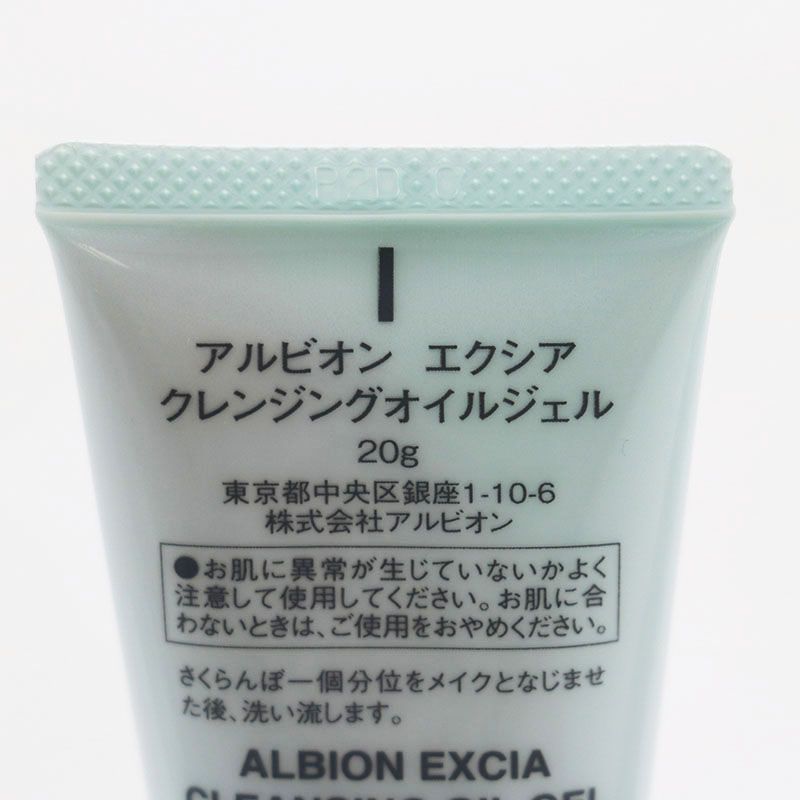 P2D C
アルビオン エクシア
クレンジングオイルジェル
20g
東京都中央区銀座1-10-6
株式会社アルビオン
●お肌に異常が生じていないかよく
注意して使用してください。お肌に合
わないときは、ご使用をおやめください。
さくらんぼ一個分位をメイクとなじませ
た後、洗い流します。
ALBION EXCIA
CLEANSING OIL GEL